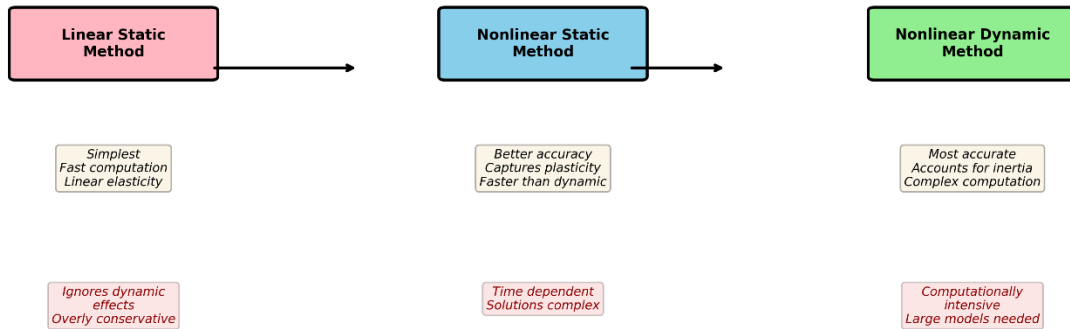 Linear Static
Method
Nonlinear Static
Method
Nonlinear Dynamic
Method
Simplest
Fast computation
Linear elasticity
Better accuracy
Captures plasticity
Faster than dynamic
Most accurate
Accounts for inertia
Complex computation
Ignores dynamic
effects
Overly conservative
Time dependent
Solutions complex
Computationally
intensive
Large models needed